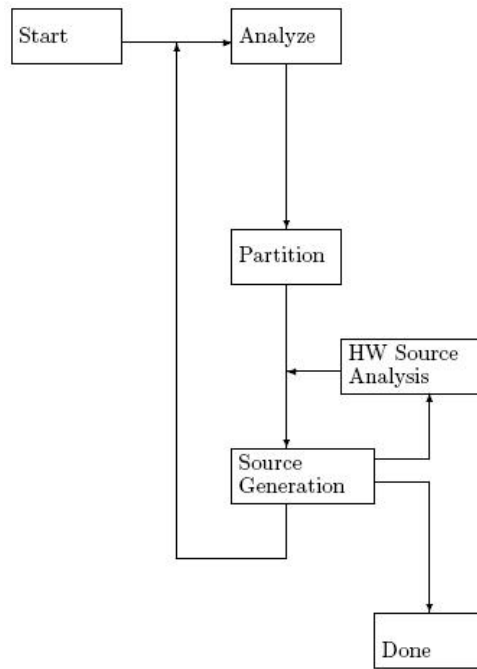 Start
Analyze
Partition
HW Source
Analysis
Source
Generation
Done